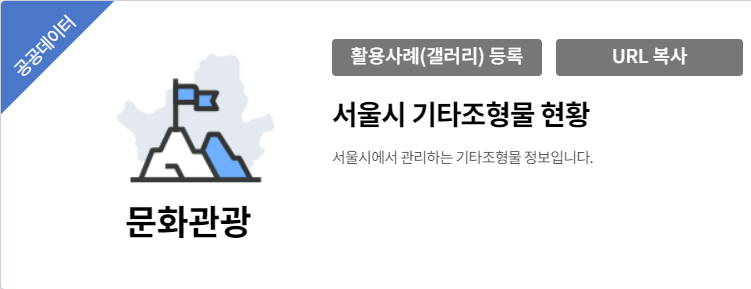 공공데이터
활용사례(갤러리) 등록
URL 복사
서울시 기타조형물 현황
서울시에서 관리하는 기타조형물 정보입니다.
문화관광